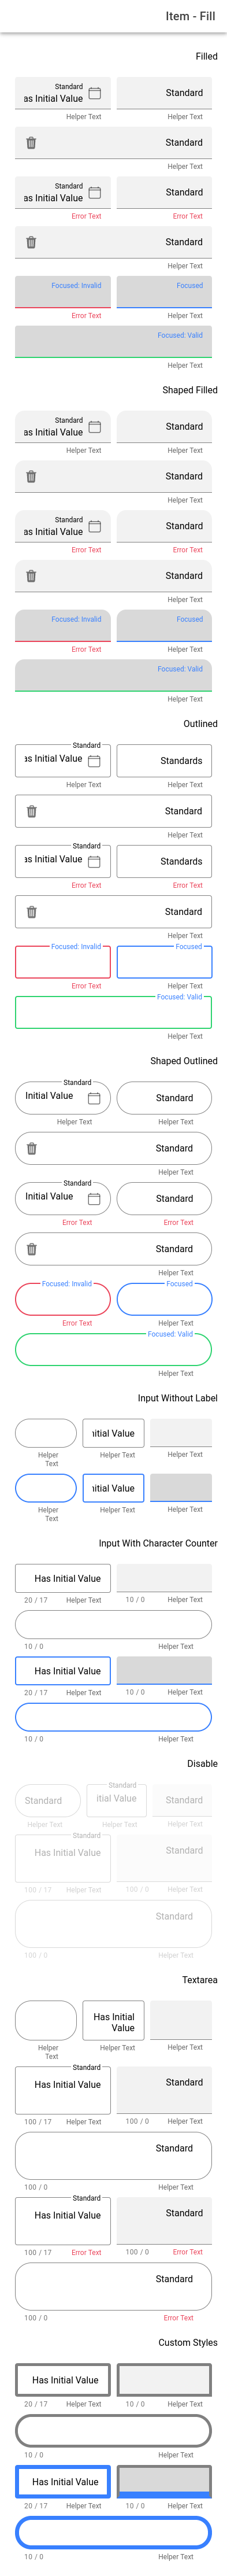 Item - Fill
Filled
Standard
as Initial Value
Standard
Helper Text
Helper Text
Standard
Helper Text
Standard
as Initial Value
Standard
Error Text
Error Text
Standard
Helper Text
Focused: Invalid
Focused
Error Text
Helper Text
Focused: Valid
Helper Text
Shaped Filled
Standard
as Initial Value
Standard
Helper Text
Helper Text
Standard
Helper Text
Standard
as Initial Value
Standard
Error Text
Error Text
Standard
Helper Text
Focused: Invalid
Focused
Error Text
Helper Text
Focused: Valid
Helper Text
Outlined
Standard
as Initial Value
Standards
Helper Text
Helper Text
Standard
Helper Text
Standard
as Initial Value
Standards
Error Text
Error Text
Standard
Helper Text
Focused: Invalid
Focused
Error Text
Helper Text
Focused: Valid
Helper Text
Shaped Outlined
Standard
Initial Value
Standard
Helper Text
Helper Text
Standard
Helper Text
Standard
Initial Value
Standard
Error Text
Error Text
Standard
Helper Text
Focused: Invalid
Focused
Error Text
Helper Text
Focused: Valid
Helper Text
Input Without Label
nitial Value
Helper
Text
Helper Text
Helper Text
nitial Value
Helper
Text
Helper Text
Helper Text
Input With Character Counter
Has Initial Value
20 / 17 Helper Text
10 / 0 Helper Text
10 / 0 Helper Text
Has Initial Value
20 / 17 Helper Text
10 / 0 Helper Text
10 / 0 Helper Text
Disable
Standard
Standard
itial Value
Standard
Helper Text
Helper Text
Helper Text
Standard
Has Initial Value
Standard
100 / 17 Helper Text
100 / 0 Helper Text
Standard
100 / 0 Helper Text
Textarea
Has Initial
Value
Helper
Text
Helper Text
Helper Text
Standard
Has Initial Value
Standard
100 / 17 Helper Text
100 / 0 Helper Text
Standard
100 / 0 Helper Text
Standard
Has Initial Value
Standard
100 / 17 Error Text
100 / 0 Error Text
Standard
100 / 0 Error Text
Custom Styles
Has Initial Value
20 / 17 Helper Text
10 / 0 Helper Text
10 / 0 Helper Text
Has Initial Value
20 / 17 Helper Text
10 / 0 Helper Text
10 / 0 Helper Text